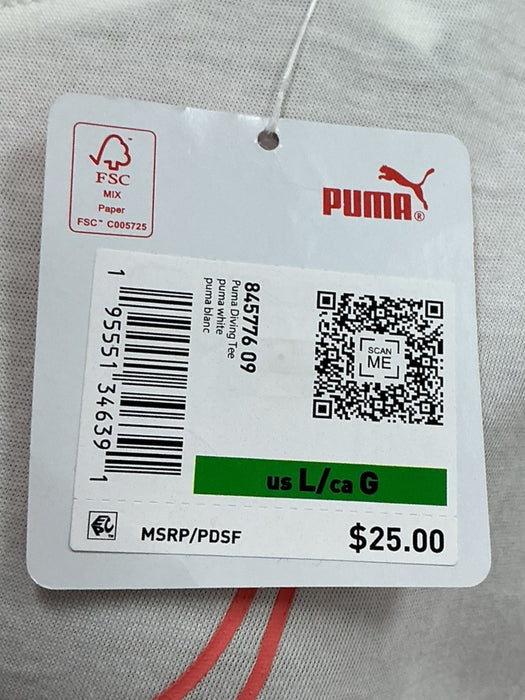 FSC
MIX
Paper
FSC™ C005725
PUMA®
845776 09
Puma Diving Tee
puma white
puma blanc
1 95551 34639 1
SCAN
ME
us L/ca G
MSRP/PDSF
$25.00